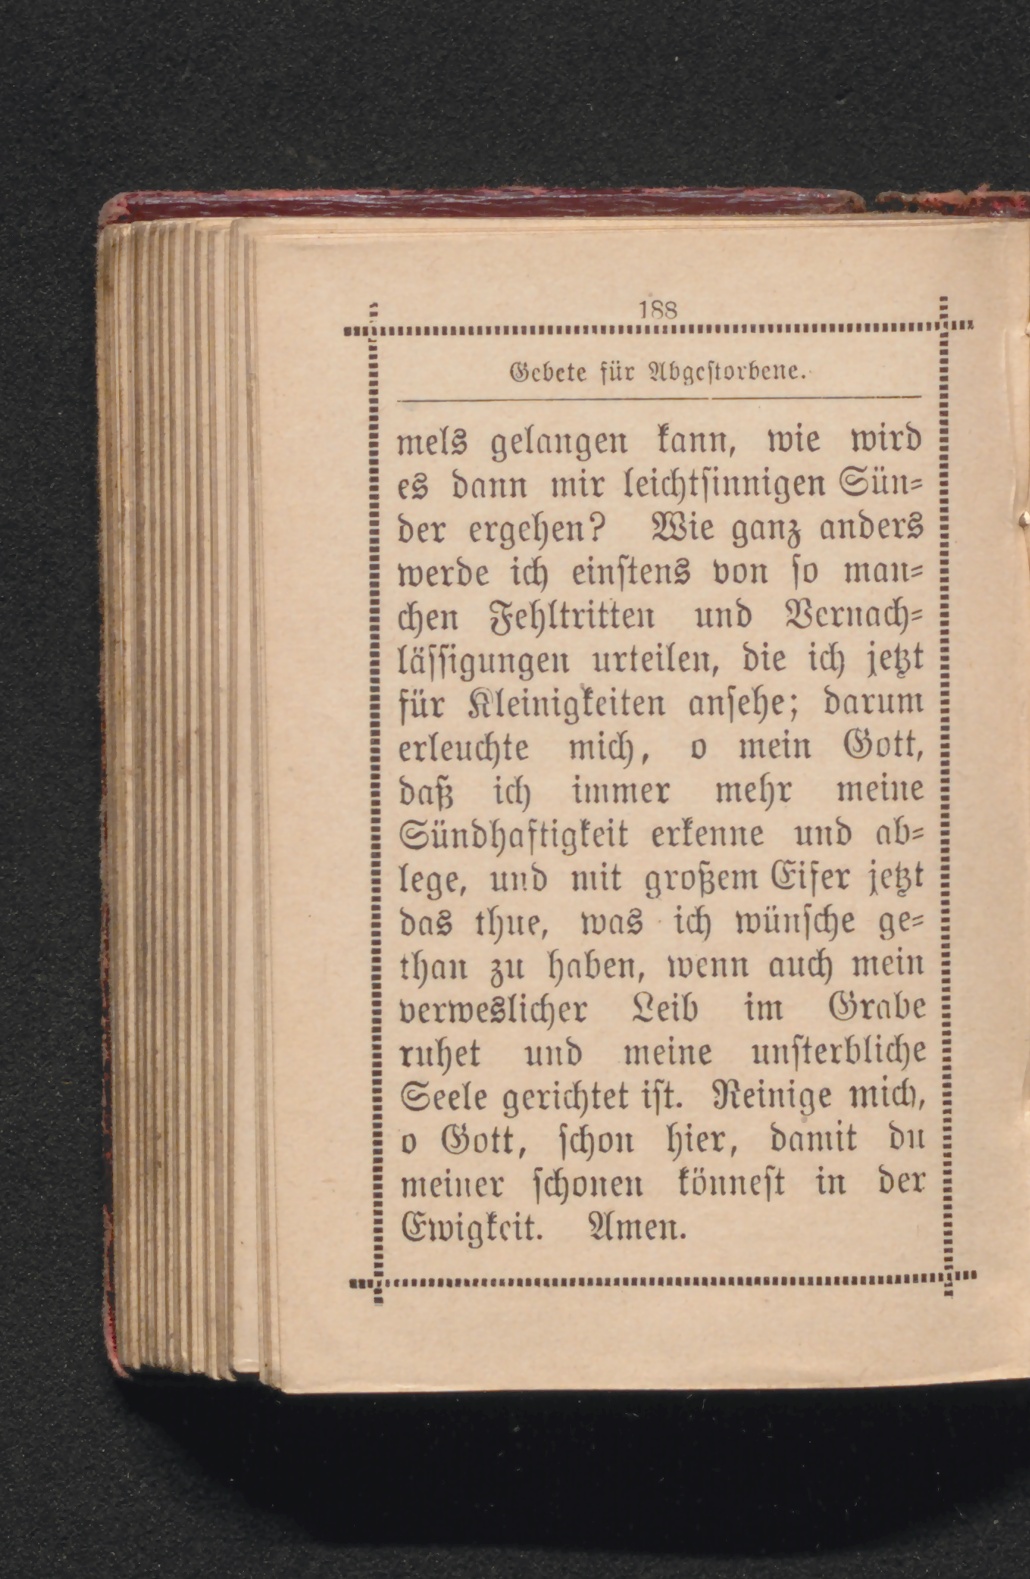 188
Gebete für Abgestorbene.
mels gelangen kann, wie wird
es dann mir leichtsinnigen Sün=
der ergehen? Wie ganz anders
werde ich einstens von so man=
chen Fehltritten und Vernach=
lässigungen urteilen, die ich jetzt
für Kleinigkeiten ansehe; darum
erleuchte mich, o mein Gott,
daß ich immer mehr meine
Sündhaftigkeit erkenne und ab=
lege, und mit großem Eifer jetzt
das thue, was ich wünsche ge=
than zu haben, wenn auch mein
verweslicher Leib im Grabe
ruhet und meine unsterbliche
Seele gerichtet ist. Reinige mich,
o Gott, schon hier, damit du
meiner schonen könnest in der
Ewigkeit. Amen.